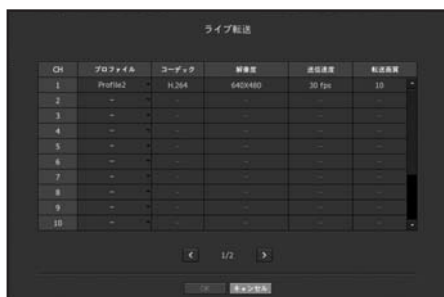 ライブ転送
CH プロファイル コーデック 解像度 送信速度 転送画質
1 Profile2 H.264 640X480 30 fps 10
2 - - - - -
3 - - - - -
4 - - - - -
5 - - - - -
6 - - - - -
7 - - - - -
8 - - - - -
9 - - - - -
10 - - - - -
< 1/2 >
OK キャンセル